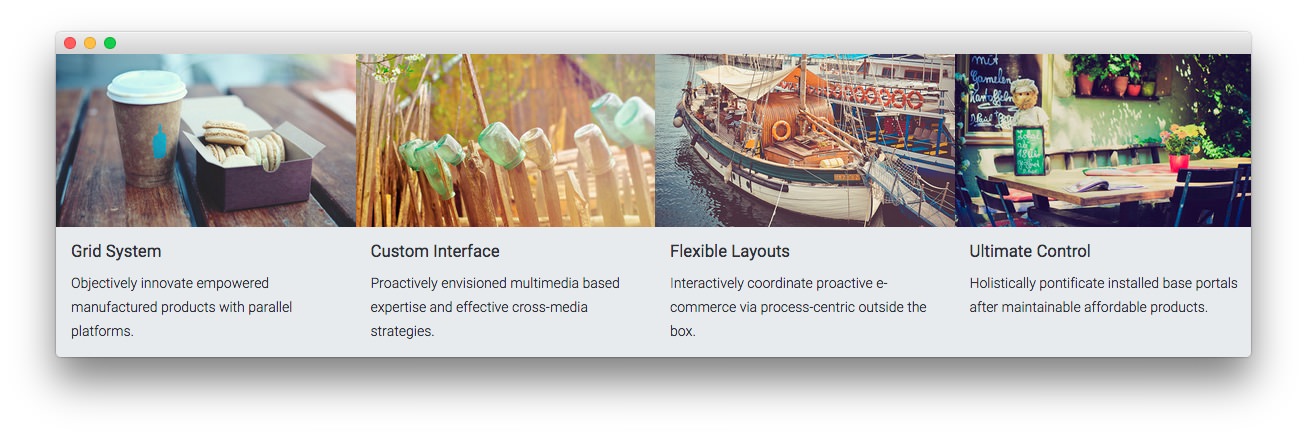 mit
Gamelen
Grid System
Objectively innovate empowered
manufactured products with parallel
platforms.
Custom Interface
Proactively envisioned multimedia based
expertise and effective cross-media
strategies.
Flexible Layouts
Interactively coordinate proactive e-
commerce via process-centric outside the
box.
Ultimate Control
Holistically pontificate installed base portals
after maintainable affordable products.